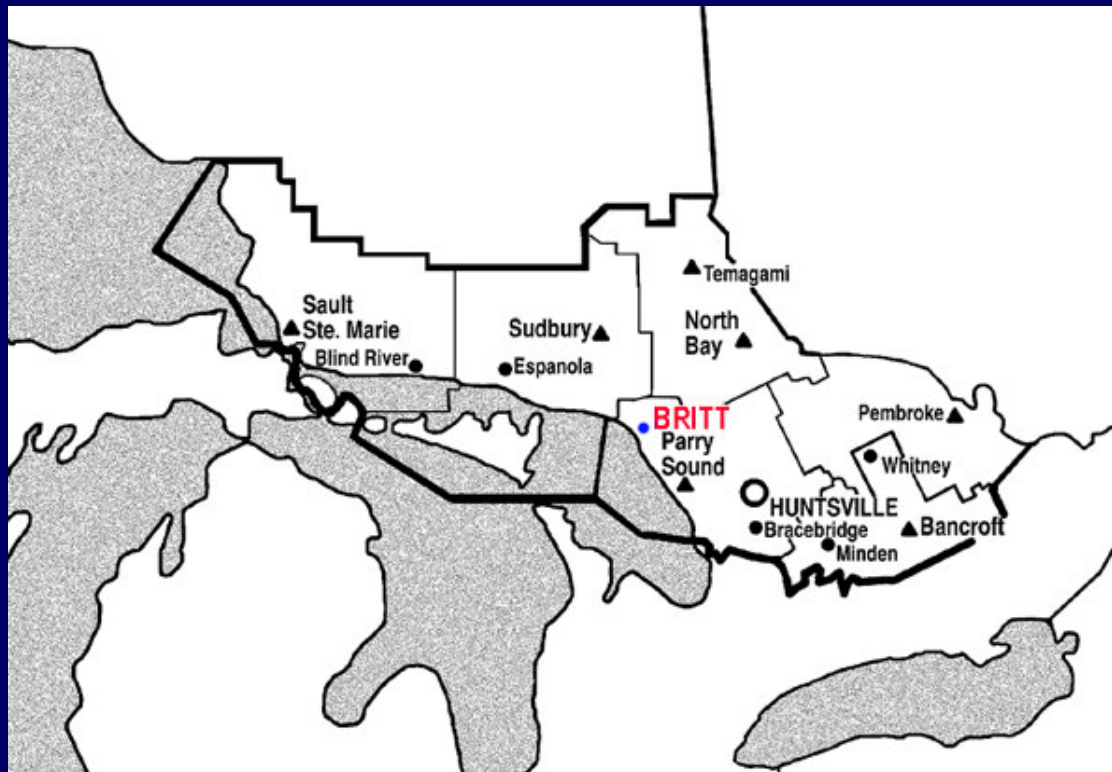 Temagami
Sault
Ste. Marie
Sudbury
North
Bay
Blind River
Espanola
BRITT
Pembroke
Parry
Sound
Whitney
HUNTSVILLE
Bracebridge
Bancroft
Minden